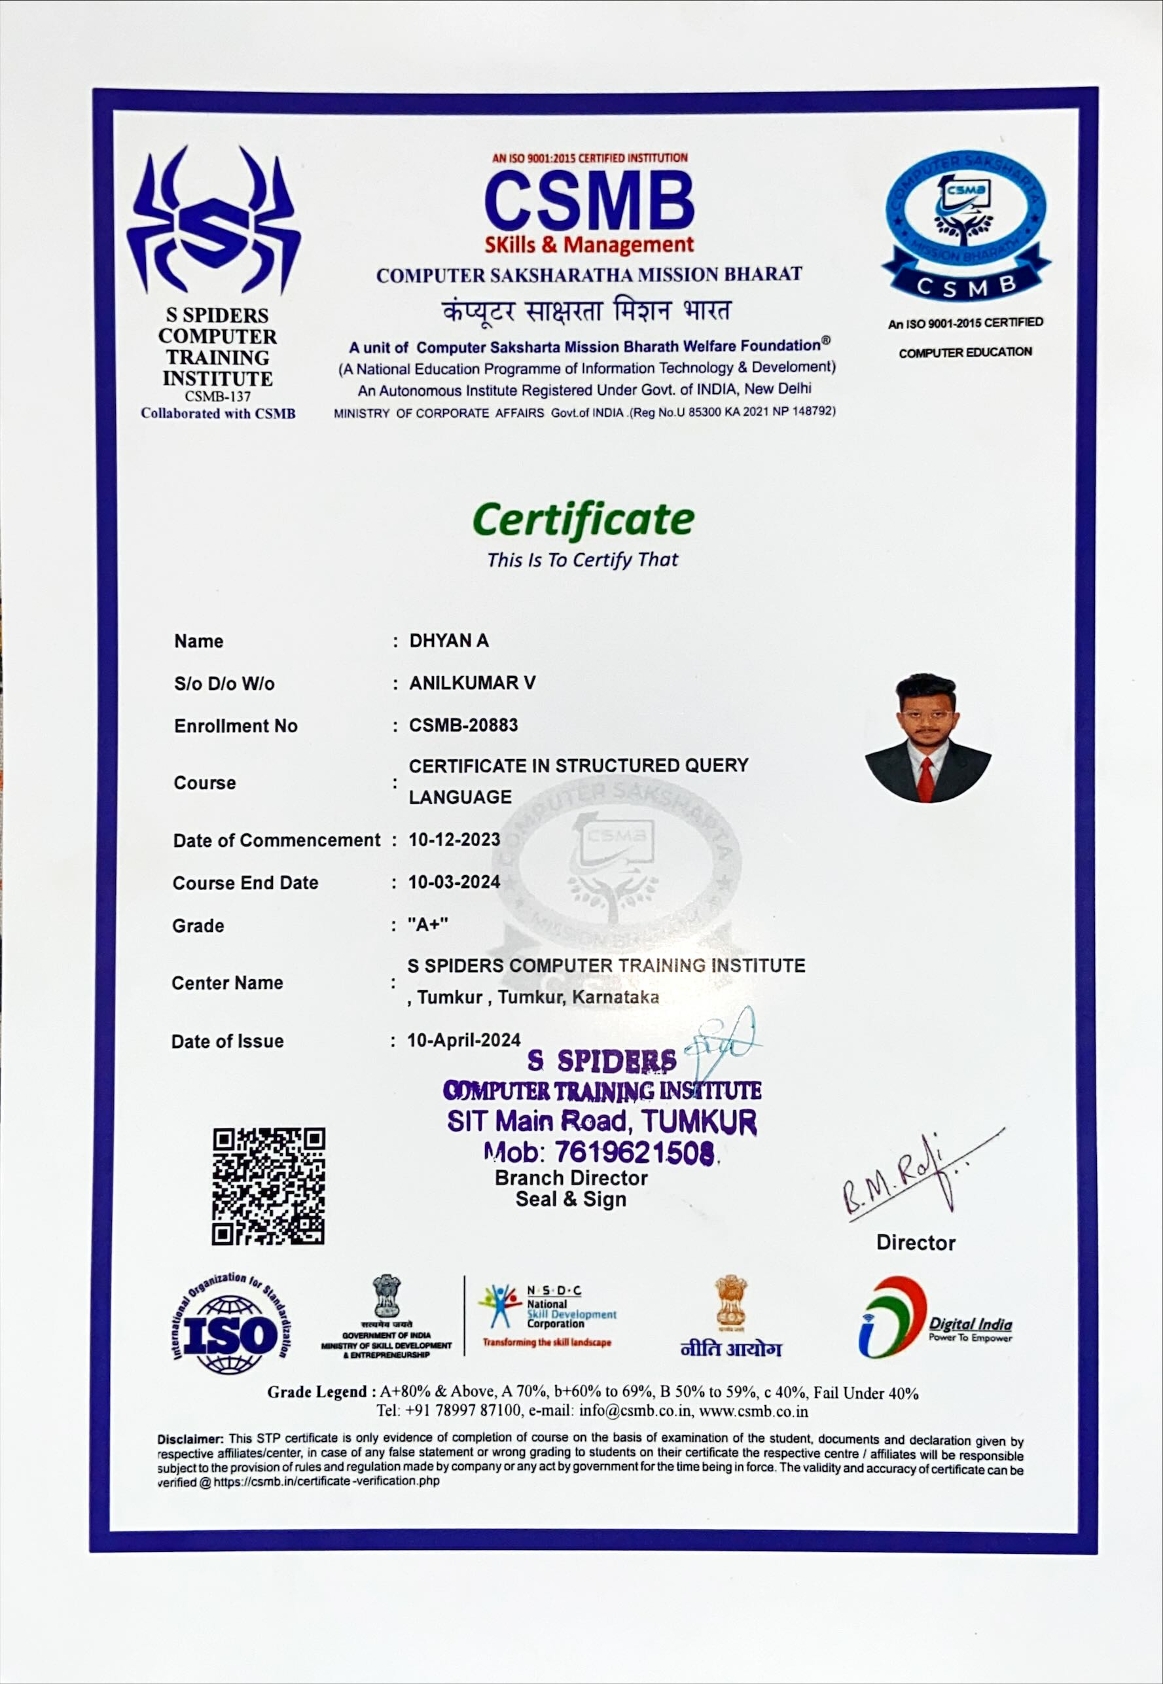 S SPIDERS
COMPUTER
TRAINING
INSTITUTE
CSMB-137
Collaborated with CSMB
AN ISO 9001:2015 CERTIFIED INSTITUTION
CSMB
SKills & Management
COMPUTER SAKSHARATHA MISSION BHARAT
कंप्यूटर साक्षरता मिशन भारत
A unit of Computer Saksharta Mission Bharath Welfare Foundation®
(A National Education Programme of Information Technology & Develoment)
An Autonomous Institute Registered Under Govt. of INDIA, New Delhi
MINISTRY OF CORPORATE AFFAIRS Govt.of INDIA .(Reg No.U 85300 KA 2021 NP 148792)
COMPUTER SAKSHARTA
CSMB
MISSION BHARATH
CSMB
An ISO 9001-2015 CERTIFIED
COMPUTER EDUCATION
Certificate
This Is To Certify That
Name : DHYAN A
S/o D/o W/o : ANILKUMAR V
Enrollment No : CSMB-20883
Course : CERTIFICATE IN STRUCTURED QUERY
LANGUAGE
Date of Commencement : 10-12-2023
Course End Date : 10-03-2024
Grade : "A+"
Center Name : S SPIDERS COMPUTER TRAINING INSTITUTE
, Tumkur , Tumkur, Karnataka
Date of Issue : 10-April-2024
COMPUTER SAKSHARTA
CSMB
S SPIDERS
COMPUTER TRAINING INSTITUTE
SIT Main Road, TUMKUR
Mob: 7619621508.
Branch Director
Seal & Sign
B.M.Raji
Director
International Organization for Standardization
ISO
सत्यमेव जयते
GOVERNMENT OF INDIA
MINISTRY OF SKILL DEVELOPMENT
& ENTREPRENEURSHIP
N·S·D·C
National
Skill Development
Corporation
Transforming the skill landscape
नीति आयोग
Digital India
Power To Empower
Grade Legend : A+80% & Above, A 70%, b+60% to 69%, B 50% to 59%, c 40%, Fail Under 40%
Tel: +91 78997 87100, e-mail: info@csmb.co.in, www.csmb.co.in
Disclaimer: This STP certificate is only evidence of completion of course on the basis of examination of the student, documents and declaration given by
respective affiliates/center, in case of any false statement or wrong grading to students on their certificate the respective centre / affiliates will be responsible
subject to the provision of rules and regulation made by company or any act by government for the time being in force. The validity and accuracy of certificate can be
verified @ https://csmb.in/certificate -verification.php